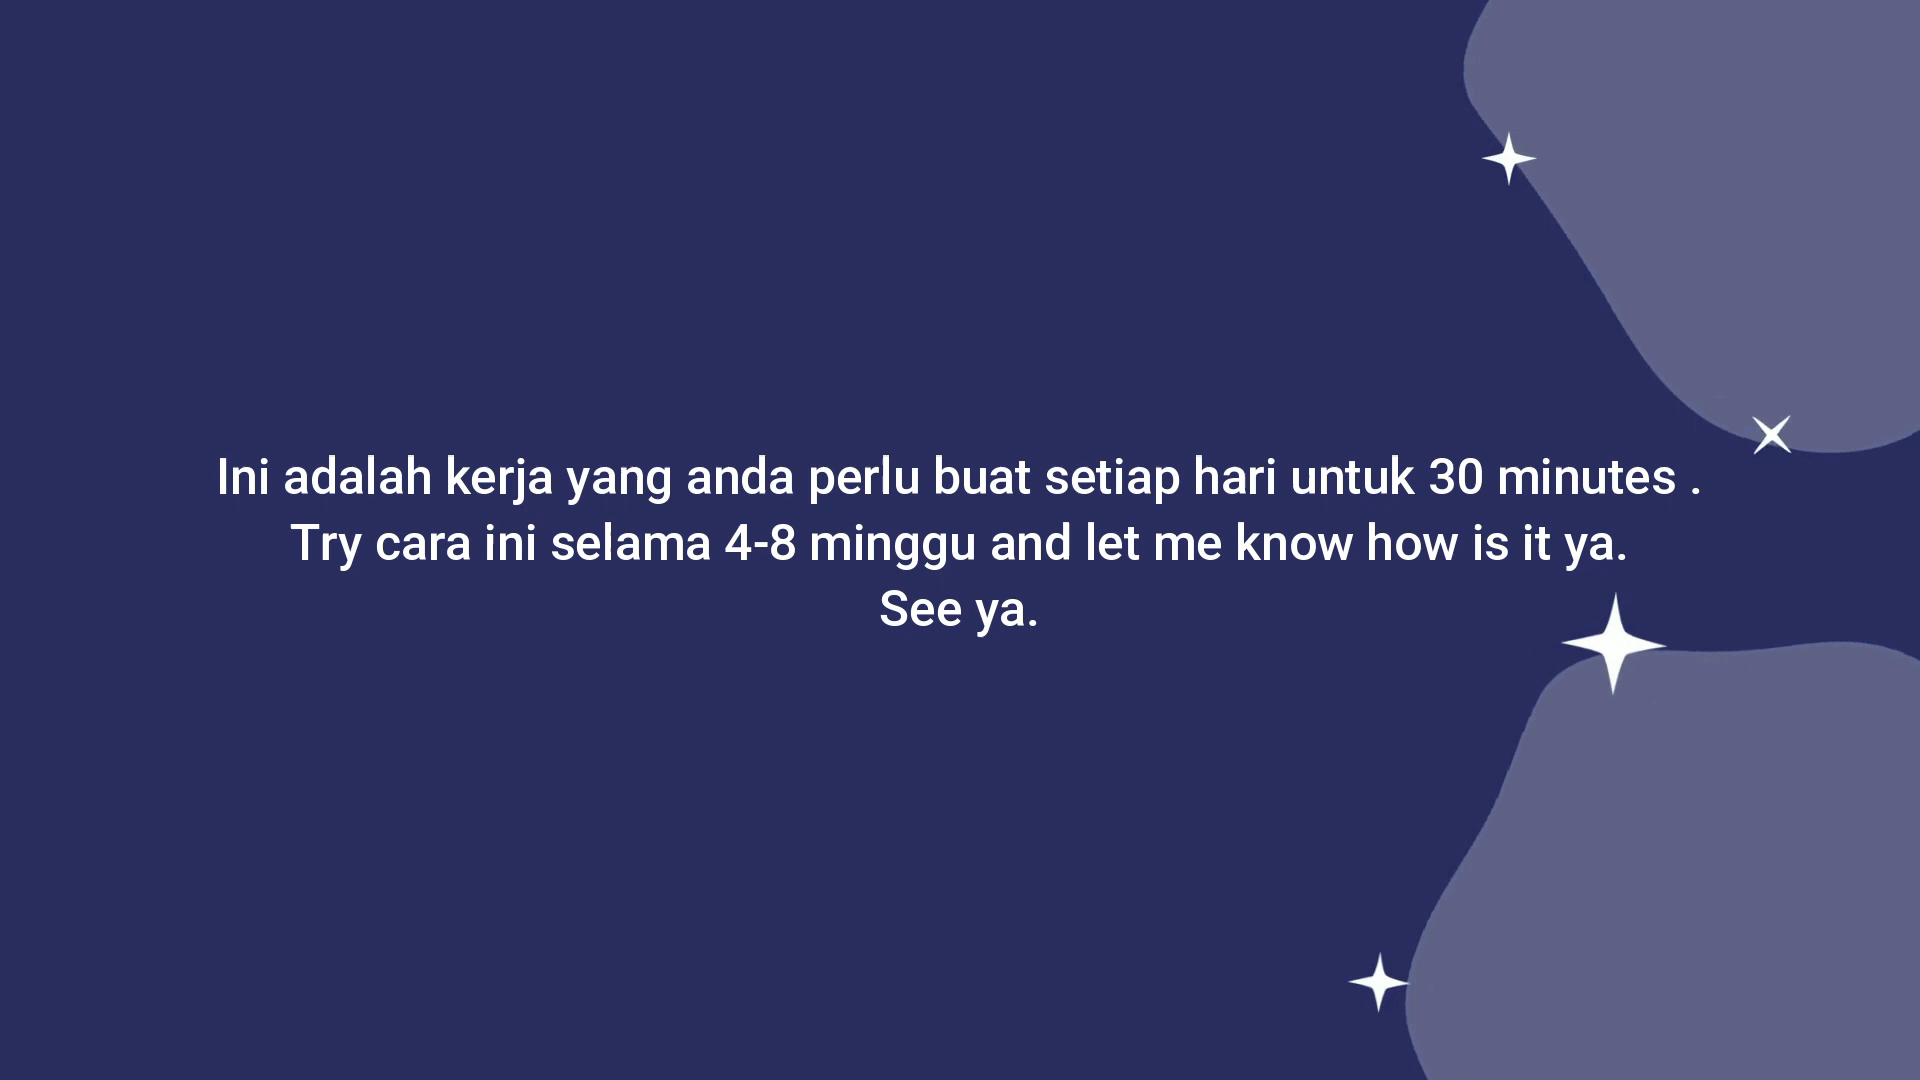 Ini adalah kerja yang anda perlu buat setiap hari untuk 30 minutes .
Try cara ini selama 4-8 minggu and let me know how is it ya.
See ya.